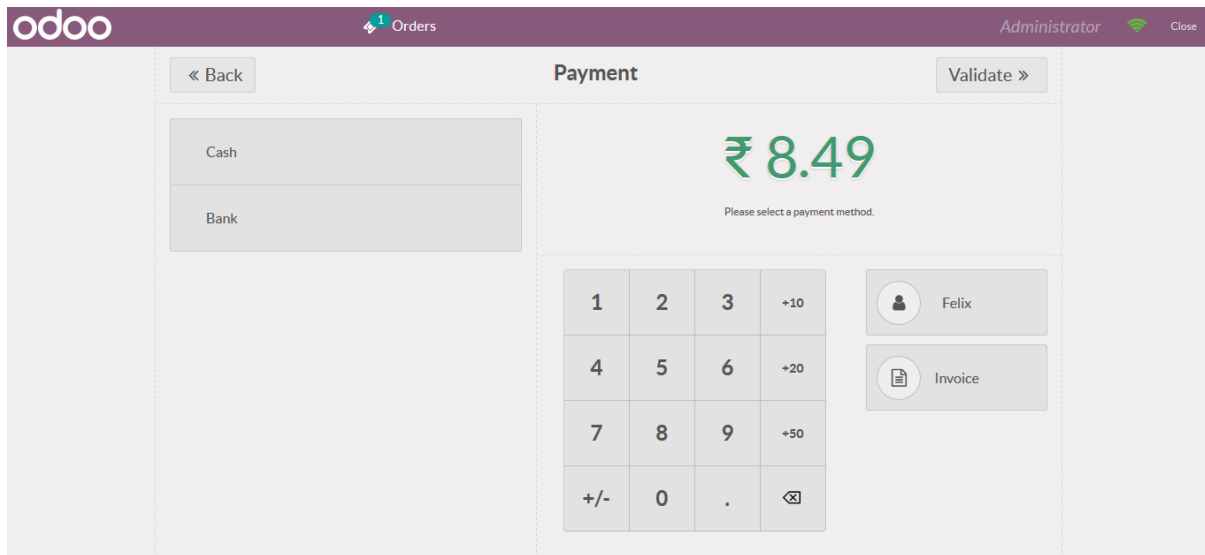 odoo
1 Orders
Administrator
Close
« Back
Payment
Validate »
Cash
Bank
₹ 8.49
Please select a payment method.
1 2 3 +10
4 5 6 +20
7 8 9 +50
+/- 0 .
Felix
Invoice